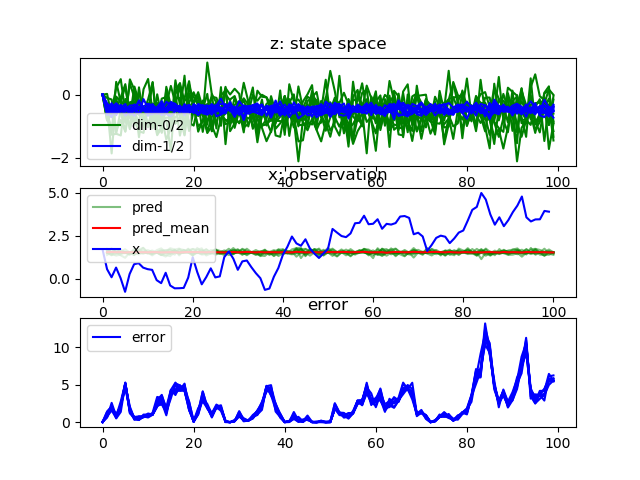 z: state space
0
−2
dim-0/2
dim-1/2
0 20 40 60 80 100
x: observation
5.0
2.5
0.0
pred
pred_mean
x
0 20 40 60 80 100
error
10
5
0
error
0 20 40 60 80 100